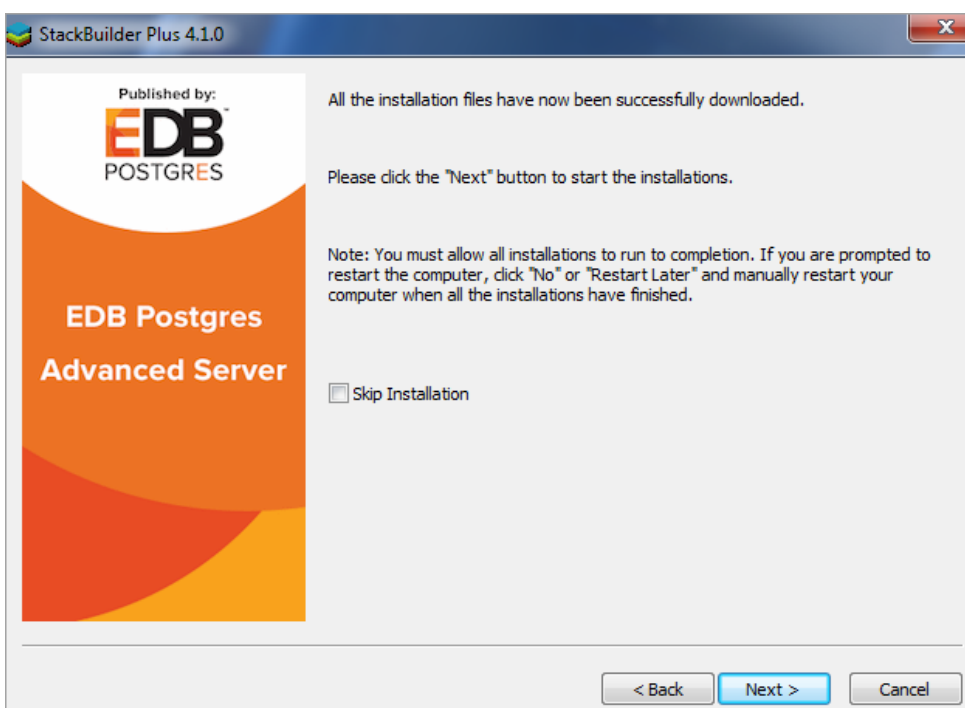 StackBuilder Plus 4.1.0
Published by:
EDB™
POSTGRES
EDB Postgres
Advanced Server
All the installation files have now been successfully downloaded.
Please click the "Next" button to start the installations.
Note: You must allow all installations to run to completion. If you are prompted to
restart the computer, click "No" or "Restart Later" and manually restart your
computer when all the installations have finished.
Skip Installation
< Back
Next >
Cancel